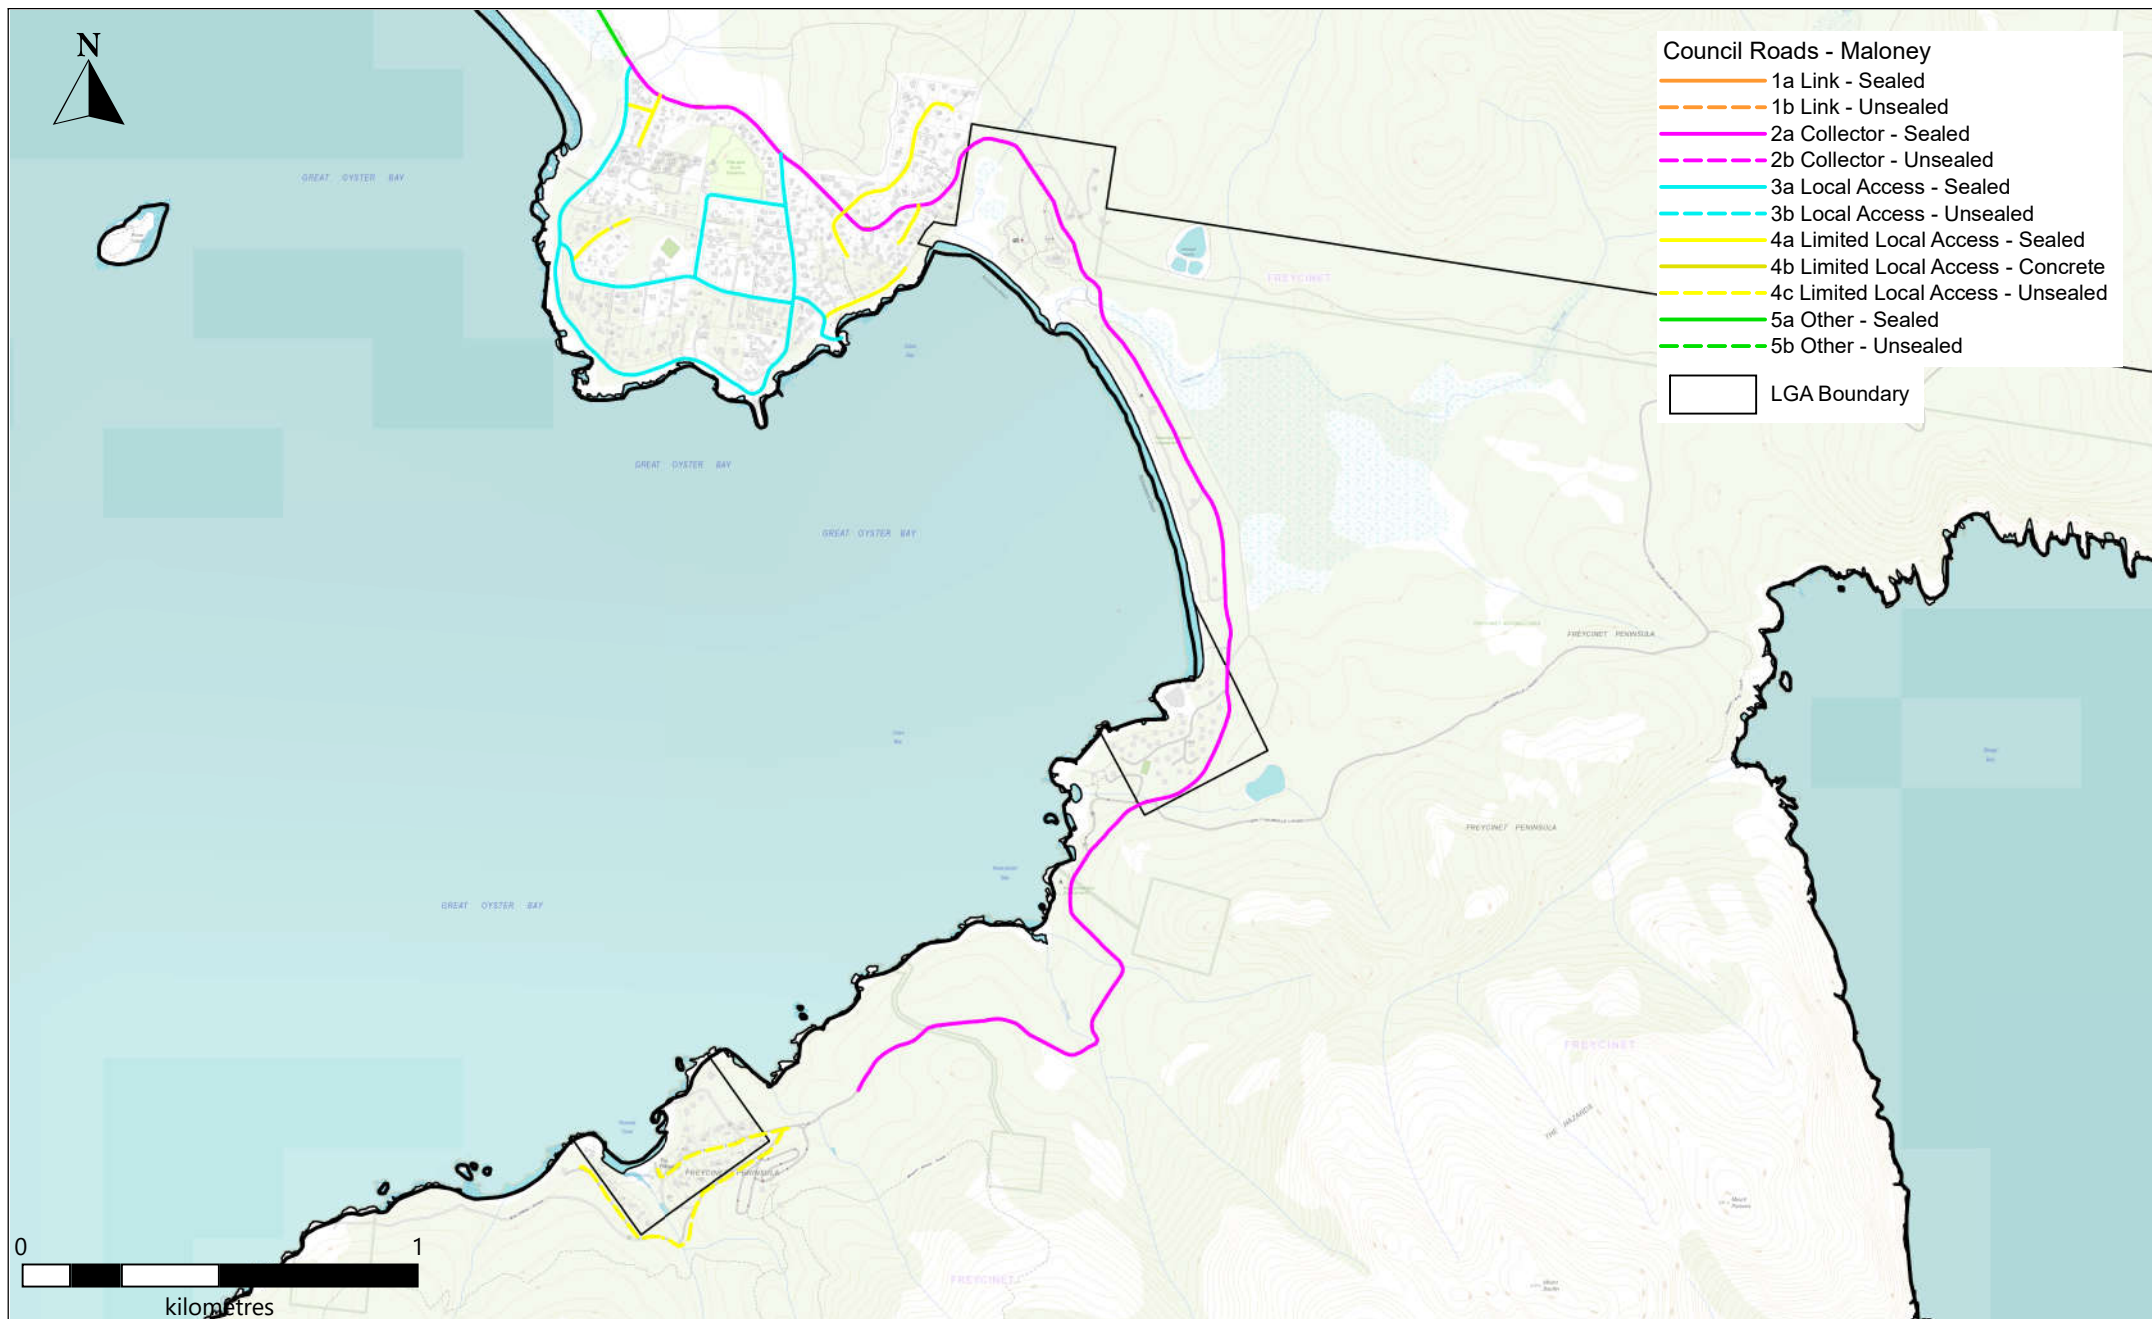 N
Council Roads - Maloney
1a Link - Sealed
1b Link - Unsealed
2a Collector - Sealed
2b Collector - Unsealed
3a Local Access - Sealed
3b Local Access - Unsealed
4a Limited Local Access - Sealed
4b Limited Local Access - Concrete
4c Limited Local Access - Unsealed
5a Other - Sealed
5b Other - Unsealed
LGA Boundary
GREAT OYSTER BAY
FREYCINET
GREAT OYSTER BAY
GREAT OYSTER BAY
FREYCINET PENINSULA
FREYCINET PENINSULA
GREAT OYSTER BAY
FREYCINET
THE HAZARDS
FREYCINET PENINSULA
FREYCINET
0 1
kilometres